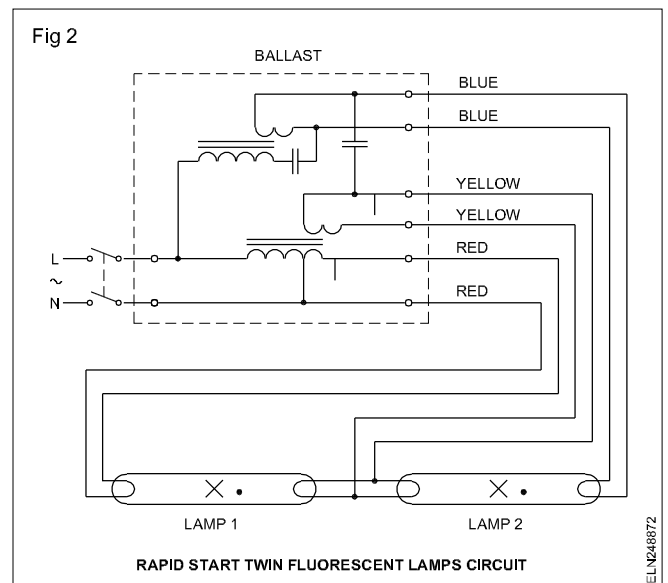 Fig 2
BALLAST
BLUE
BLUE
YELLOW
YELLOW
RED
RED
L
~
N
LAMP 1
LAMP 2
RAPID START TWIN FLUORESCENT LAMPS CIRCUIT
ELN248872